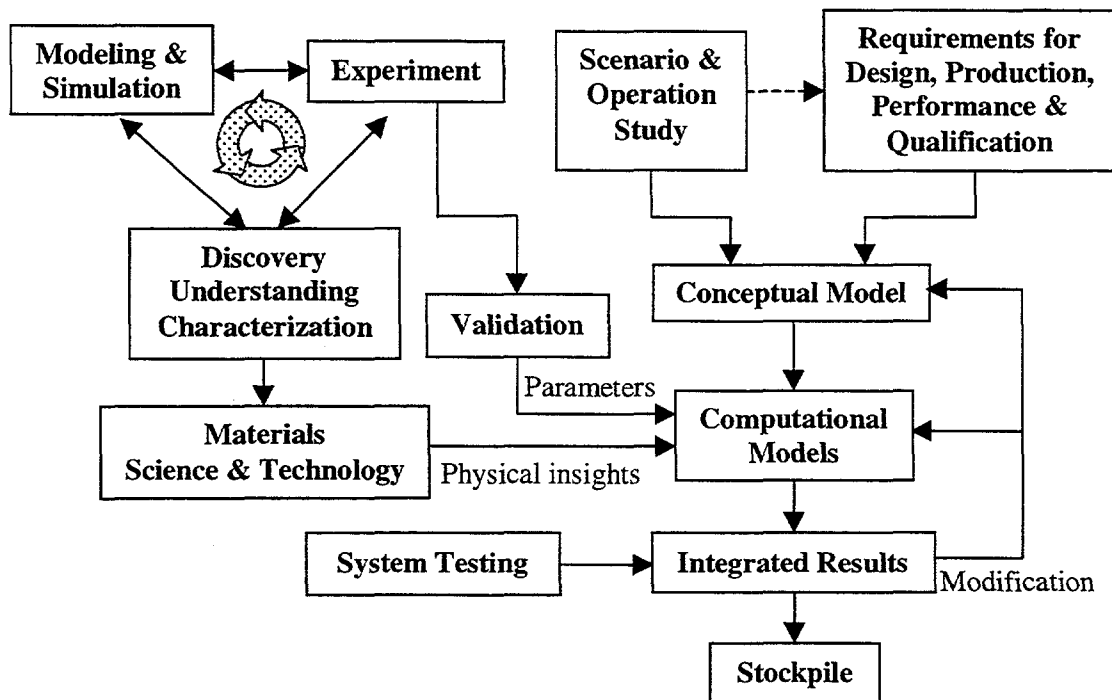 Modeling &
Simulation
Experiment
Scenario &
Operation
Study
Requirements for
Design, Production,
Performance &
Qualification
Discovery
Understanding
Characterization
Validation
Conceptual Model
Parameters
Materials
Science & Technology
Physical insights
Computational
Models
System Testing
Integrated Results
Modification
Stockpile